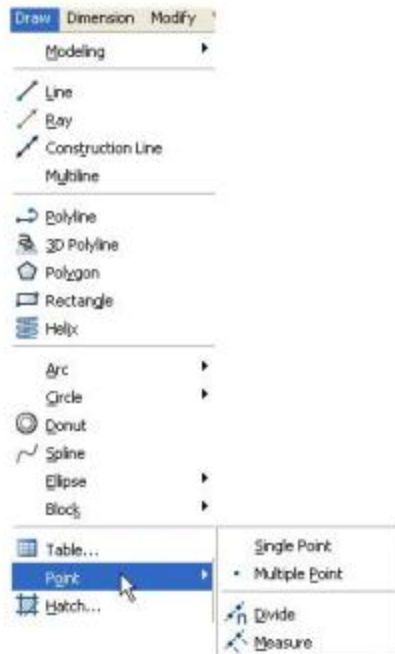 Draw Dimension Modify
Modeling
Line
Ray
Construction Line
Multiline
Polyline
3D Polyline
Polygon
Rectangle
Helix
Arc
Circle
Donut
Spline
Ellipse
Block
Table...
Point
Hatch...
Single Point
Multiple Point
Divide
Measure